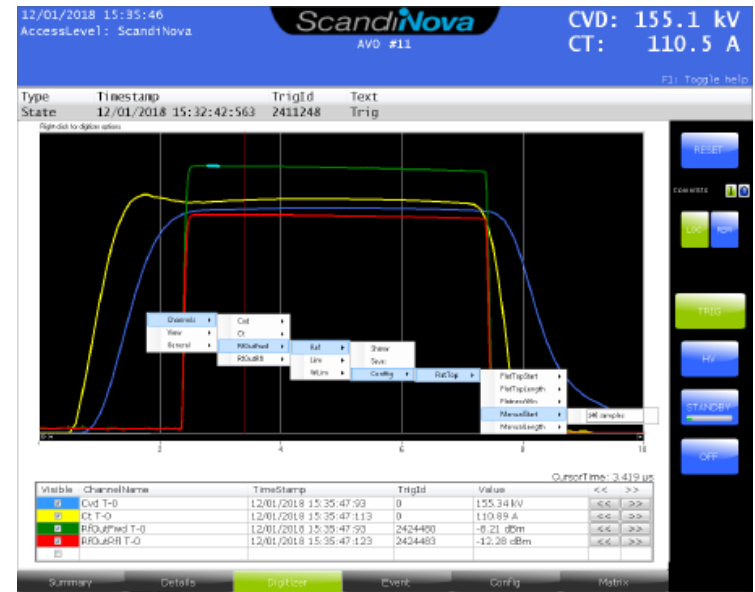 12/01/2018 15:35:46
AccessLevel: ScandiNova
ScandiNova
AVO #11
CVD: 155.1 kV
CT: 110.5 A
F1: Toggle help
Type Timestamp TrigId Text
State 12/01/2018 15:32:42:563 2411248 Trig
Right-click for digitizer options
RESET
LOC REM
TRIG
HV
STANDBY
OFF
Channels
View
General
Cvd
Ct
RfOutFwd
RfOutRfl
Ref
Lim
WLim
Show
Save
Config
FlatTop
FlatTopStart
FlatTopLength
FlatnessWin
ManualStart
ManualLength
samples
2 4 6 8 10
CursorTime: 3.419 us
Visible ChannelName TimeStamp TrigId Value << >>
Cvd T-0 12/01/2018 15:35:47:93 0 155.34 kV << >>
Ct T-0 12/01/2018 15:35:47:113 0 110.89 A << >>
RfOutFwd T-0 12/01/2018 15:35:47:93 2424480 -8.21 dBm << >>
RfOutRfl T-0 12/01/2018 15:35:47:123 2424483 -12.28 dBm << >>
Summary Details Digitizer Event Config Matrix